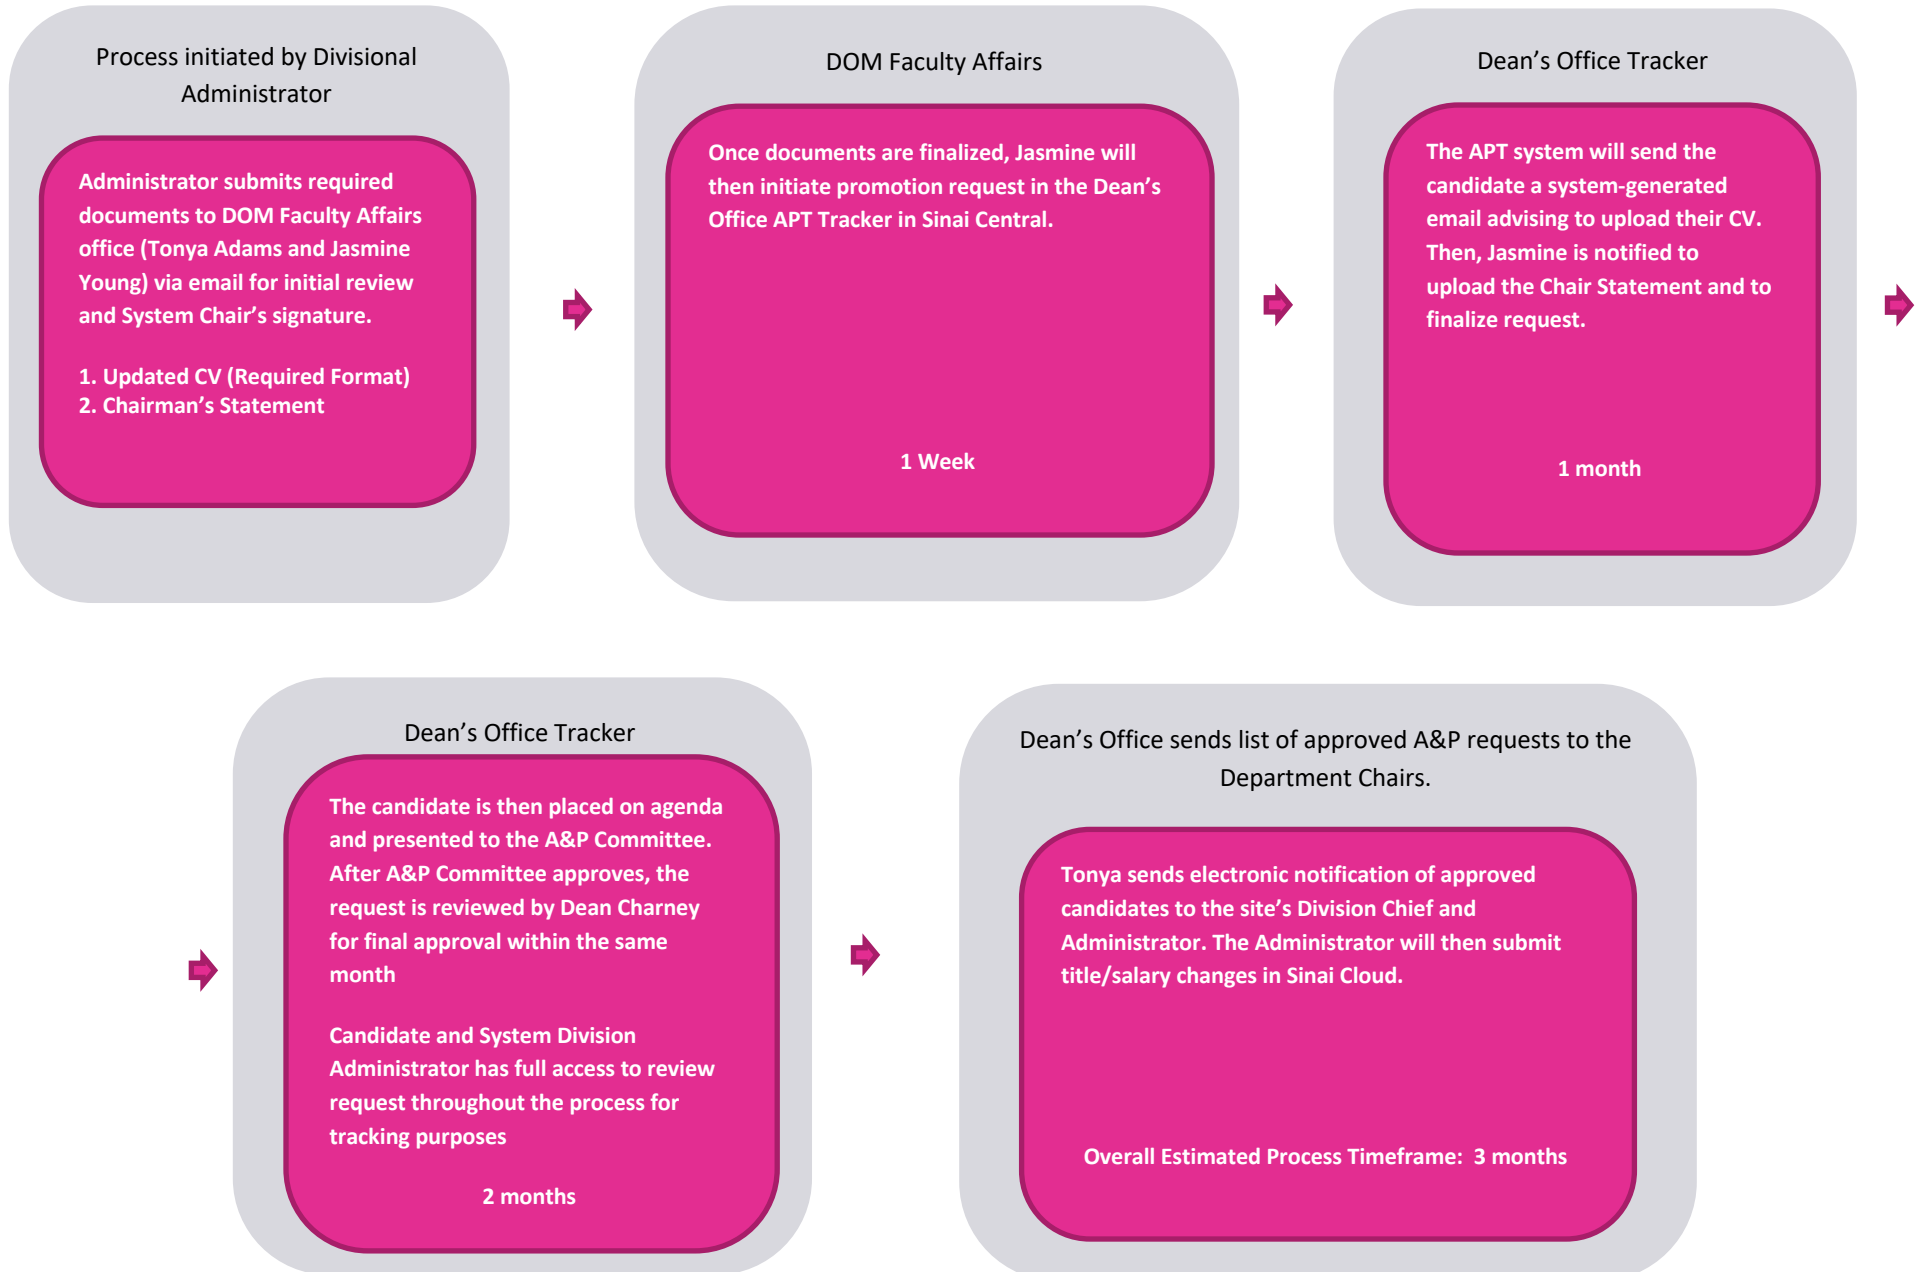 Process initiated by Divisional
Administrator
Administrator submits required
documents to DOM Faculty Affairs
office (Tonya Adams and Jasmine
Young) via email for initial review
and System Chair’s signature.
1. Updated CV (Required Format)
2. Chairman’s Statement
DOM Faculty Affairs
Once documents are finalized, Jasmine will
then initiate promotion request in the Dean’s
Office APT Tracker in Sinai Central.
1 Week
Dean’s Office Tracker
The APT system will send the
candidate a system-generated
email advising to upload their CV.
Then, Jasmine is notified to
upload the Chair Statement and to
finalize request.
1 month
Dean’s Office Tracker
The candidate is then placed on agenda
and presented to the A&P Committee.
After A&P Committee approves, the
request is reviewed by Dean Charney
for final approval within the same
month
Candidate and System Division
Administrator has full access to review
request throughout the process for
tracking purposes
2 months
Dean’s Office sends list of approved A&P requests to the
Department Chairs.
Tonya sends electronic notification of approved
candidates to the site’s Division Chief and
Administrator. The Administrator will then submit
title/salary changes in Sinai Cloud.
Overall Estimated Process Timeframe:  3 months